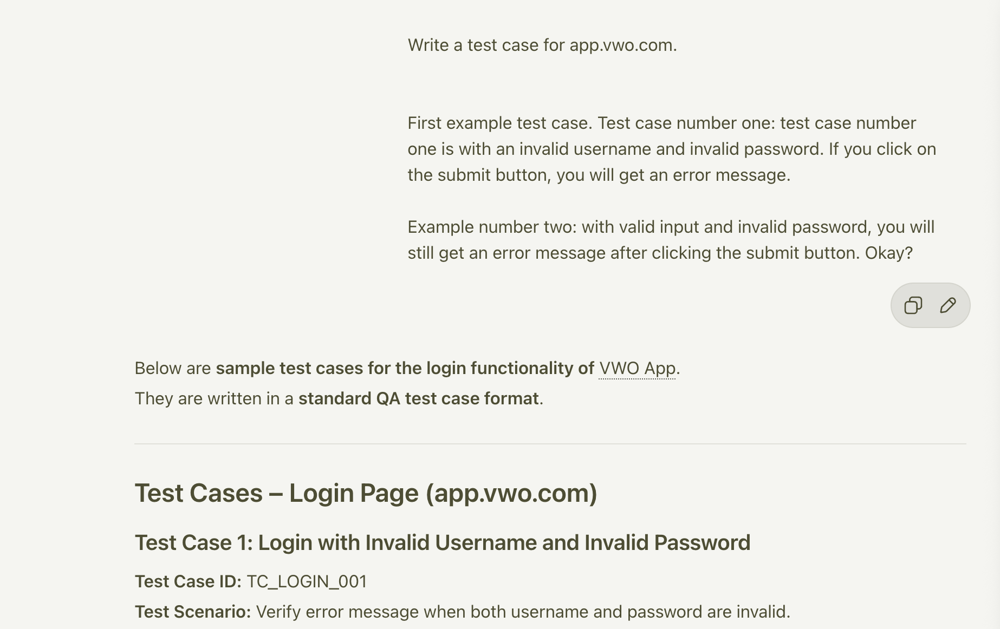 Write a test case for app.vwo.com.
First example test case. Test case number one: test case number
one is with an invalid username and invalid password. If you click on
the submit button, you will get an error message.
Example number two: with valid input and invalid password, you will
still get an error message after clicking the submit button. Okay?
Below are sample test cases for the login functionality of VWO App.
They are written in a standard QA test case format.
Test Cases – Login Page (app.vwo.com)
Test Case 1: Login with Invalid Username and Invalid Password
Test Case ID: TC_LOGIN_001
Test Scenario: Verify error message when both username and password are invalid.